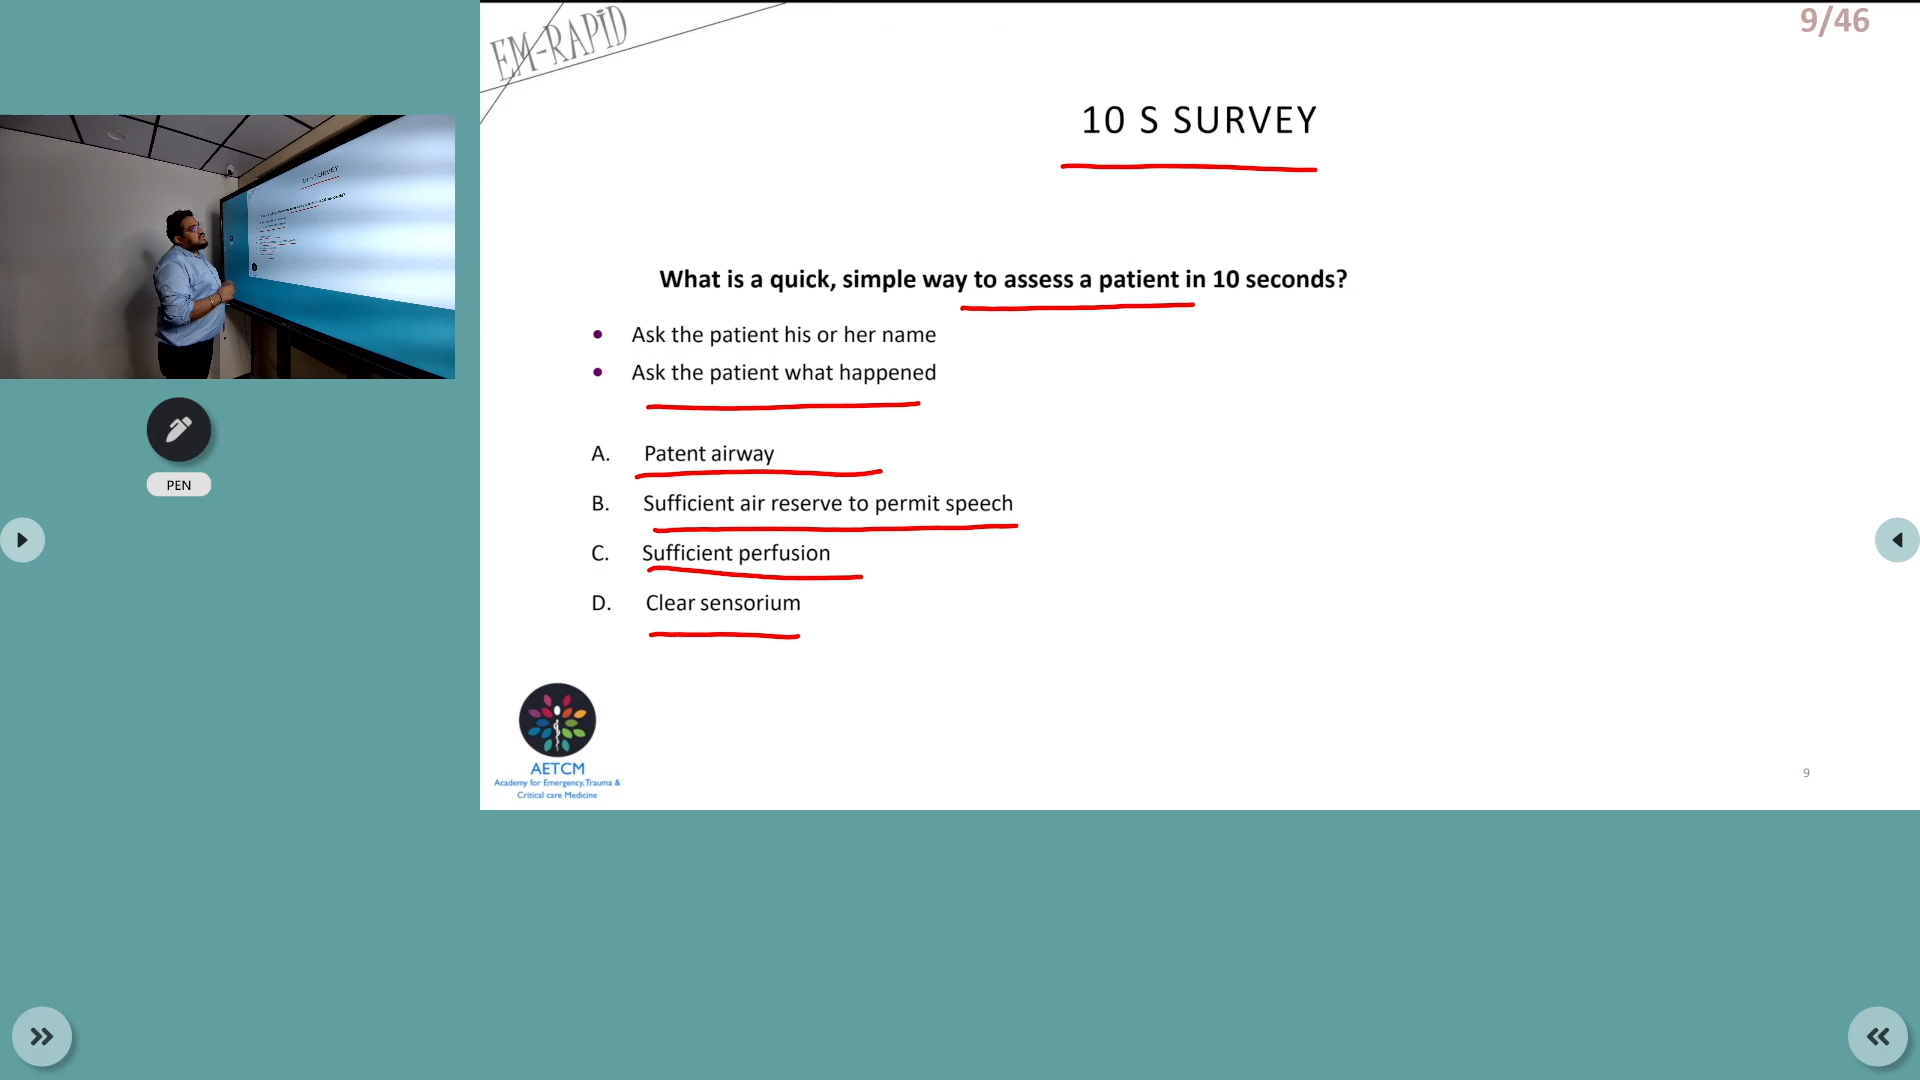 EM-RAPiD
9/46
10 S SURVEY
What is a quick, simple way to assess a patient in 10 seconds?
• Ask the patient his or her name
• Ask the patient what happened
A. Patent airway
B. Sufficient air reserve to permit speech
C. Sufficient perfusion
D. Clear sensorium
PEN
AETCM
Academy for Emergency,Trauma &
Critical care Medicine
9